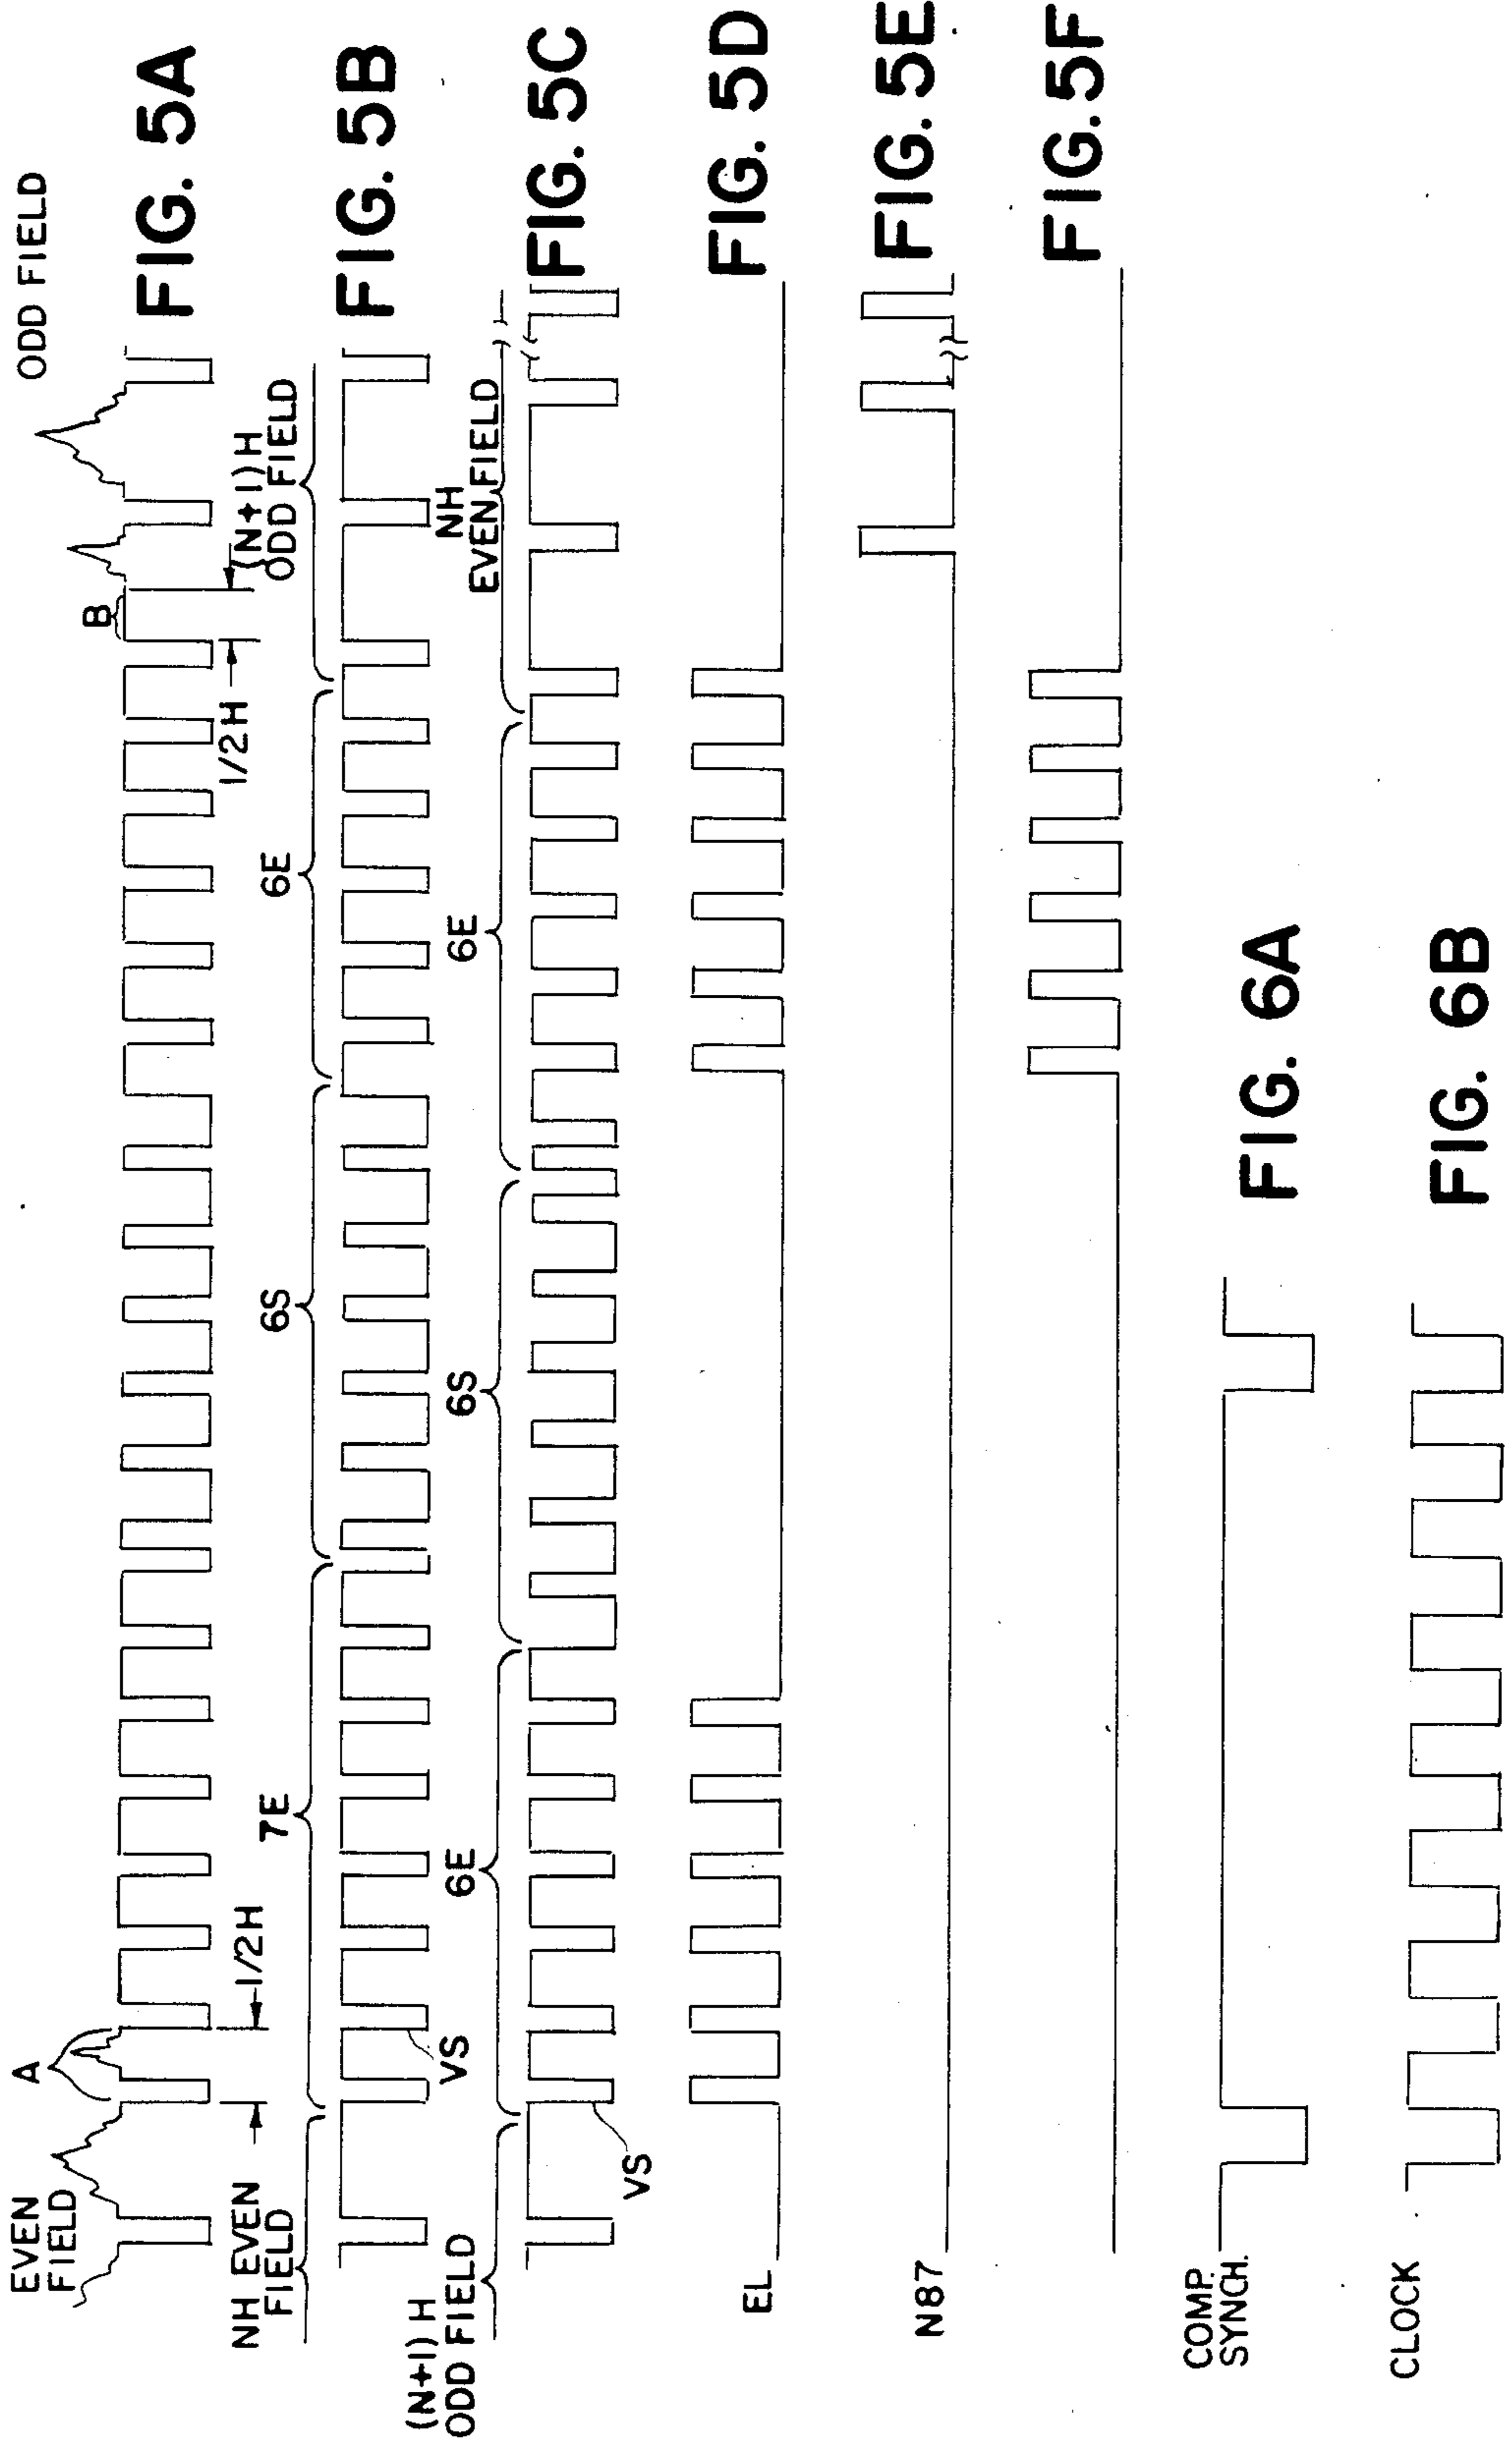 EVEN
FIELD
A
B
ODD FIELD
FIG. 5A
1/2H
1/2H
NH EVEN
FIELD
7E
6S
6E
(N+1)H
ODD FIELD
FIG. 5B
VS
(N+1)H
ODD FIELD
6E
6S
6E
NH
EVEN FIELD
FIG. 5C
VS
EL
FIG. 5D
N87
FIG. 5E
FIG. 5F
COMP.
SYNCH.
FIG. 6A
CLOCK
FIG. 6B